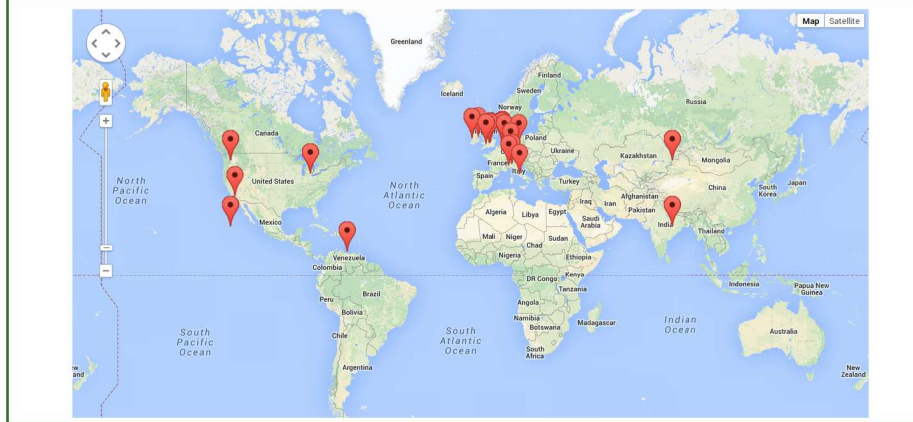 Map Satellite
Greenland
Iceland
Finland
Sweden
Norway
Russia
Canada
Poland
Ukraine
Kazakhstan
Mongolia
France
Italy
Spain
Turkey
North
Pacific
Ocean
United States
North
Atlantic
Ocean
China
South
Korea
Japan
Afghanistan
Iraq
Iran
Pakistan
Algeria
Libya
Egypt
Saudi
Arabia
India
Thailand
Mexico
Mali
Niger
Chad
Sudan
Nigeria
Ethiopia
Venezuela
Colombia
DR Congo
Kenya
Tanzania
Indonesia
Papua New
Guinea
Peru
Brazil
Bolivia
Angola
Namibia
Botswana
Madagascar
South
Pacific
Ocean
Chile
South
Atlantic
Ocean
Indian
Ocean
Australia
South
Africa
Argentina
New
Zealand